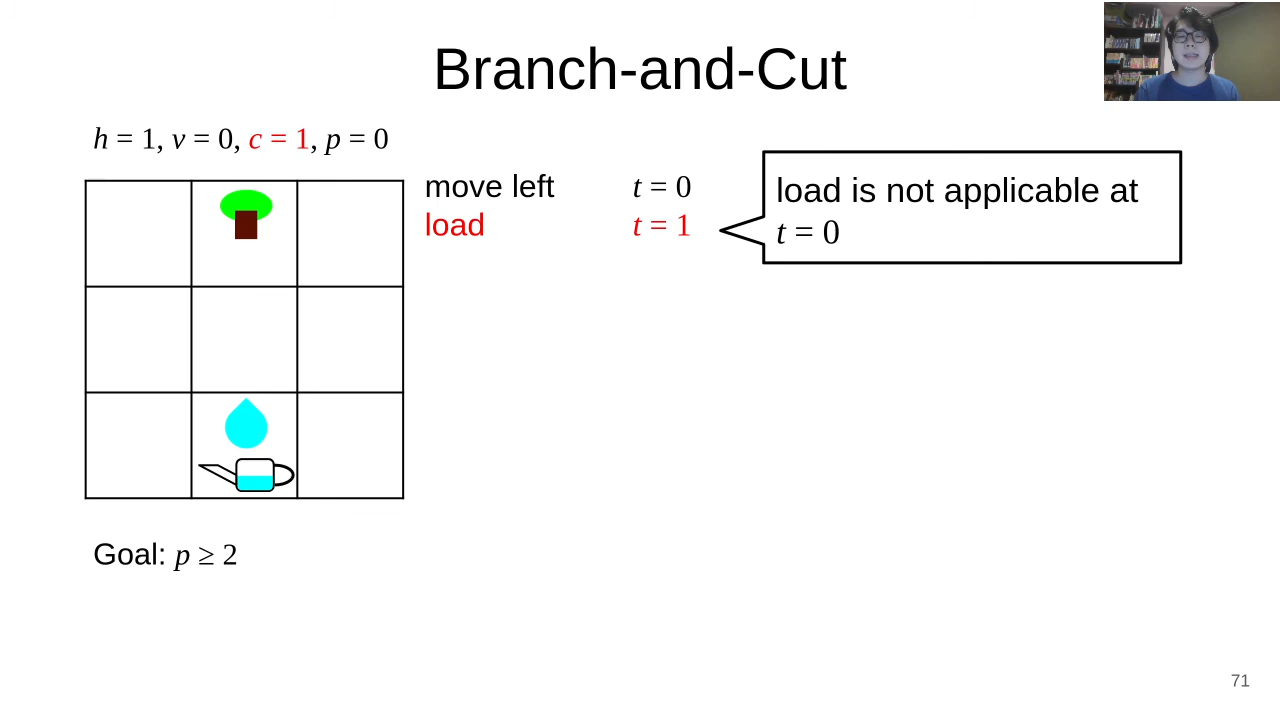 Branch-and-Cut
h = 1, v = 0, c = 1, p = 0
move left t = 0
load t = 1
load is not applicable at
t = 0
Goal: p ≥ 2
71